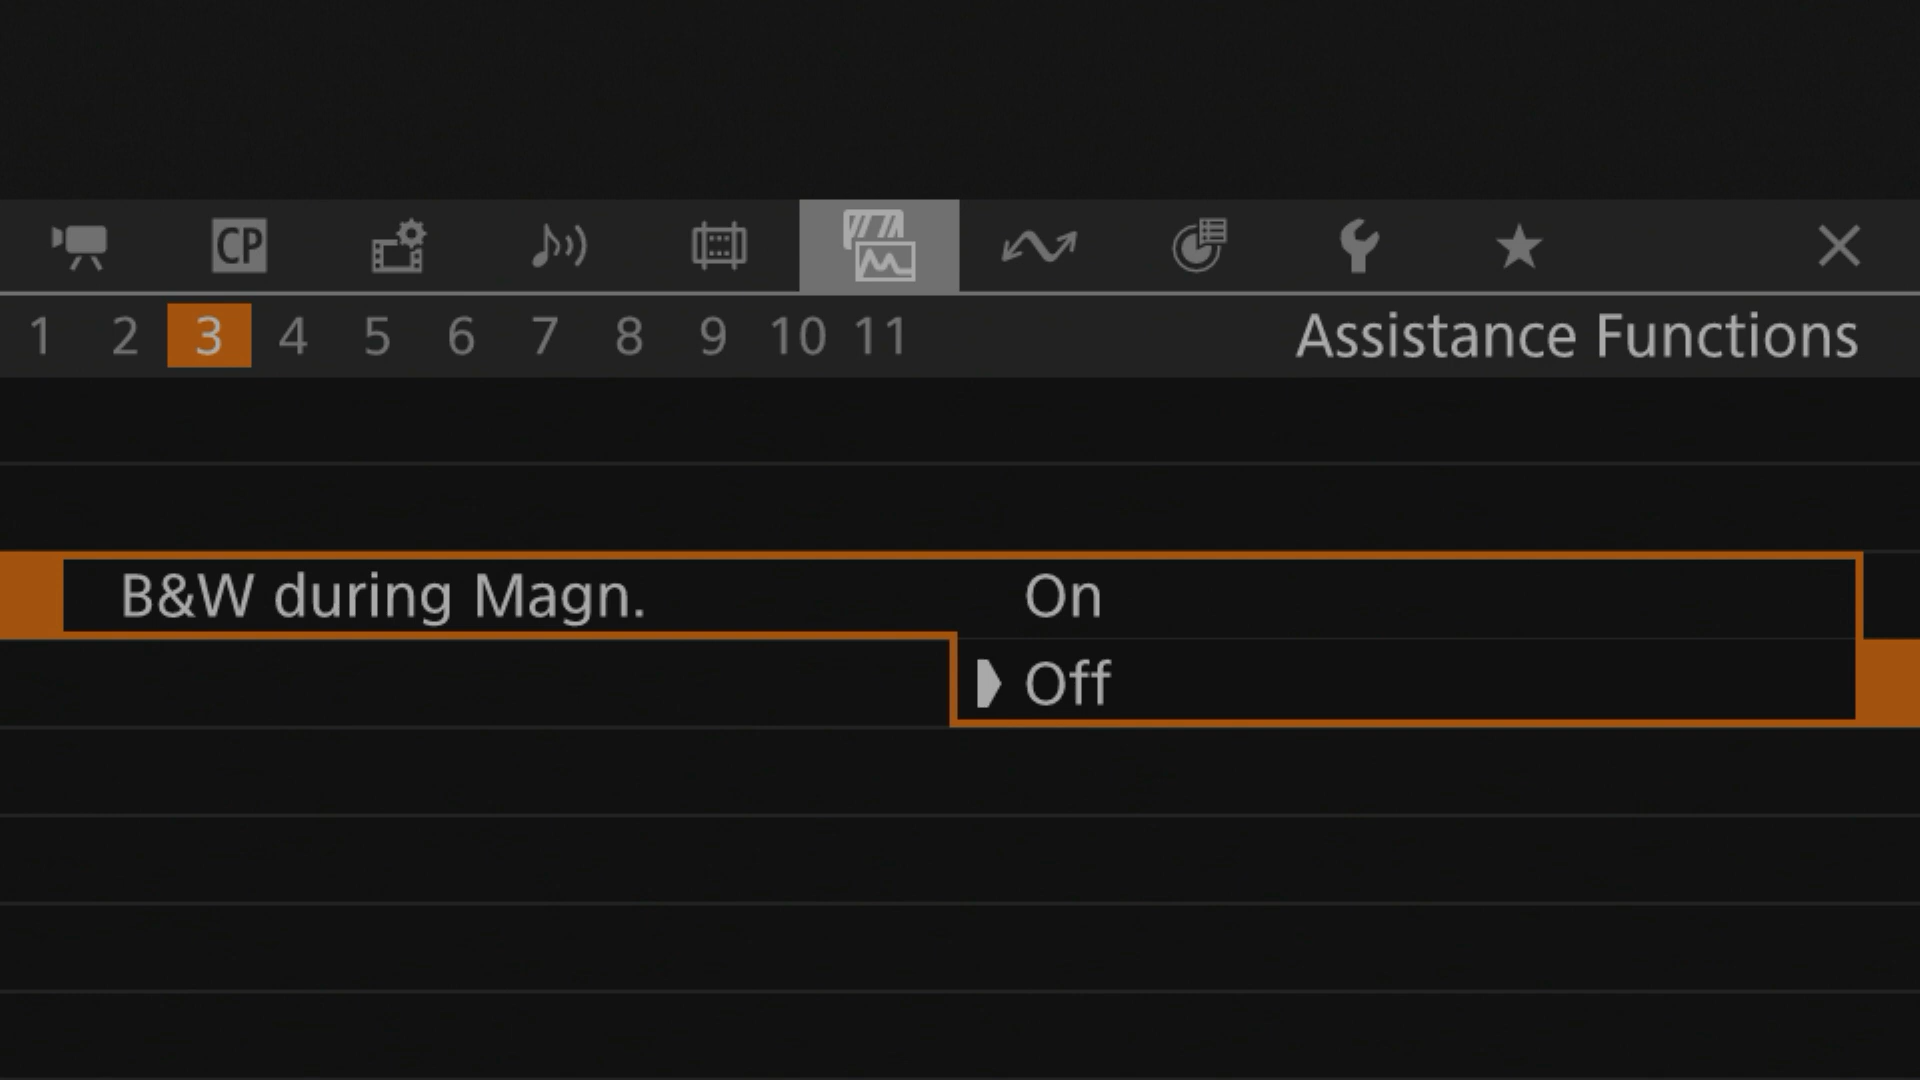 CP
1 2 3 4 5 6 7 8 9 10 11 Assistance Functions
B&W during Magn. On
Off